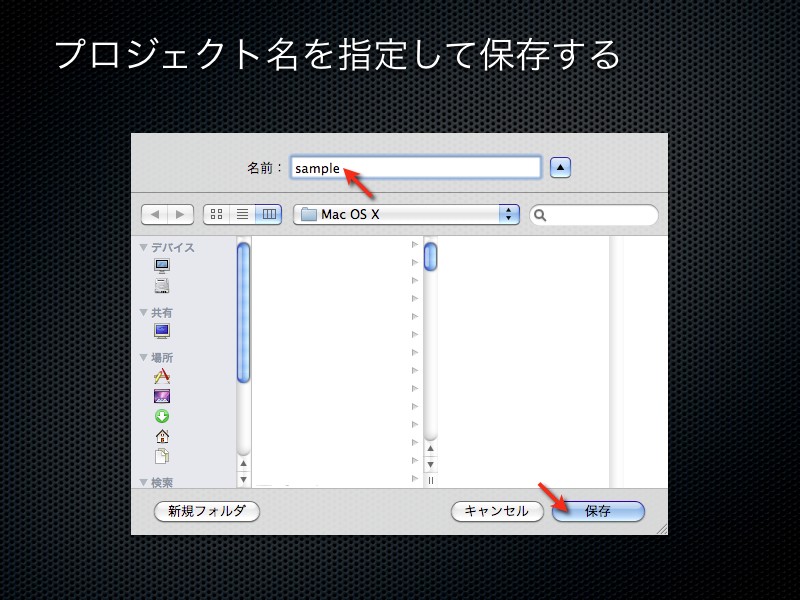 プロジェクト名を指定して保存する
名前：
sample
Mac OS X
デバイス
共有
場所
検索
新規フォルダ
キャンセル
保存